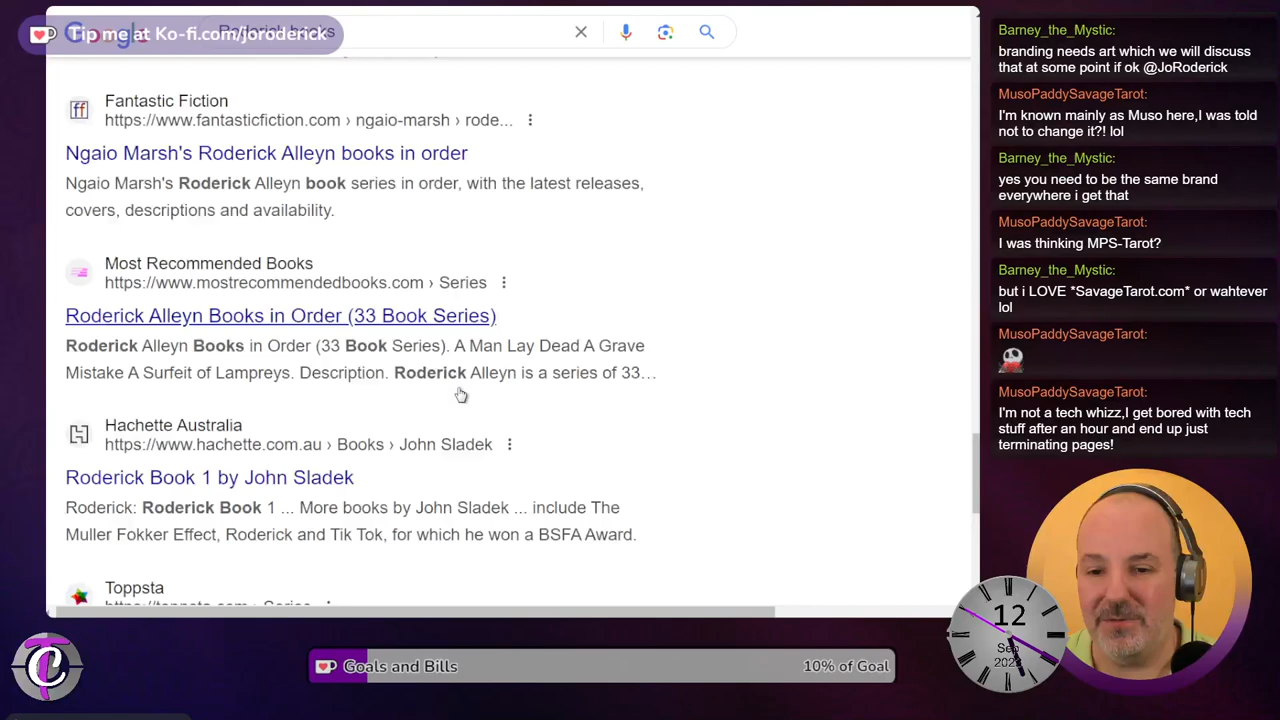 Tip me at Ko-fi.com/joroderick
Fantastic Fiction
https://www.fantasticfiction.com › ngaio-marsh › rode...
Ngaio Marsh's Roderick Alleyn books in order
Ngaio Marsh's Roderick Alleyn book series in order, with the latest releases,
covers, descriptions and availability.
Most Recommended Books
https://www.mostrecommendedbooks.com › Series
Roderick Alleyn Books in Order (33 Book Series)
Roderick Alleyn Books in Order (33 Book Series). A Man Lay Dead A Grave
Mistake A Surfeit of Lampreys. Description. Roderick Alleyn is a series of 33...
Hachette Australia
https://www.hachette.com.au › Books › John Sladek
Roderick Book 1 by John Sladek
Roderick: Roderick Book 1 ... More books by John Sladek ... include The
Muller Fokker Effect, Roderick and Tik Tok, for which he won a BSFA Award.
Toppsta
Barney_the_Mystic:
branding needs art which we will discuss
that at some point if ok @JoRoderick
MusoPaddySavageTarot:
I'm known mainly as Muso here,I was told
not to change it?! lol
Barney_the_Mystic:
yes you need to be the same brand
everywhere i get that
MusoPaddySavageTarot:
I was thinking MPS-Tarot?
Barney_the_Mystic:
but i LOVE *SavageTarot.com* or wahtever
lol
MusoPaddySavageTarot:
MusoPaddySavageTarot:
I'm not a tech whizz,I get bored with tech
stuff after an hour and end up just
terminating pages!
12
Sep
Goals and Bills
10% of Goal